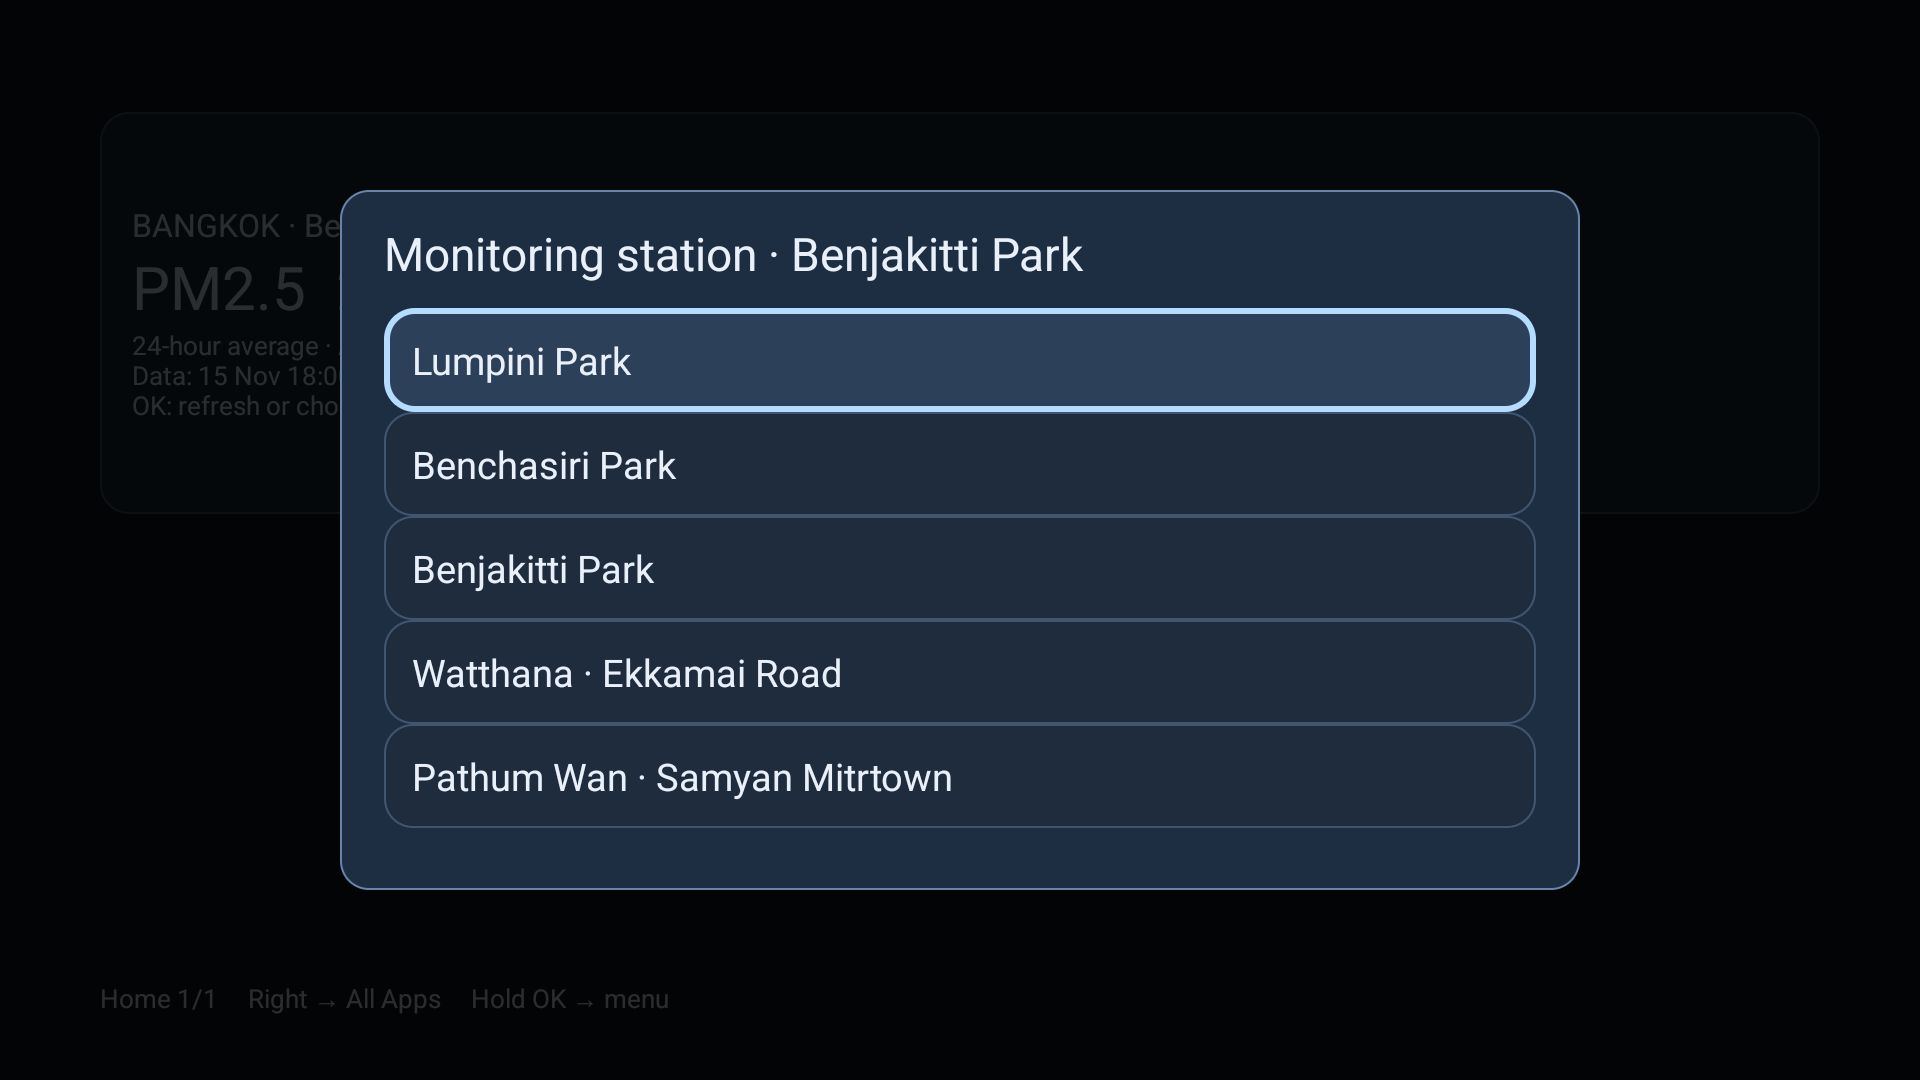 BANGKOK · Be
PM2.5
24-hour average ·
Data: 15 Nov 18:0
OK: refresh or cho
Monitoring station · Benjakitti Park
Lumpini Park
Benchasiri Park
Benjakitti Park
Watthana · Ekkamai Road
Pathum Wan · Samyan Mitrtown
Home 1/1 Right → All Apps Hold OK → menu